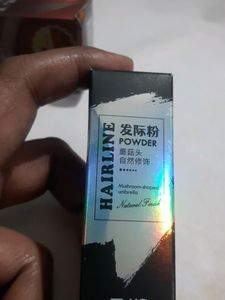 HAIRLINE
发际粉
POWDER
蘑菇头
自然修饰
Mushroom-shaped
umbrella
Natural Finish